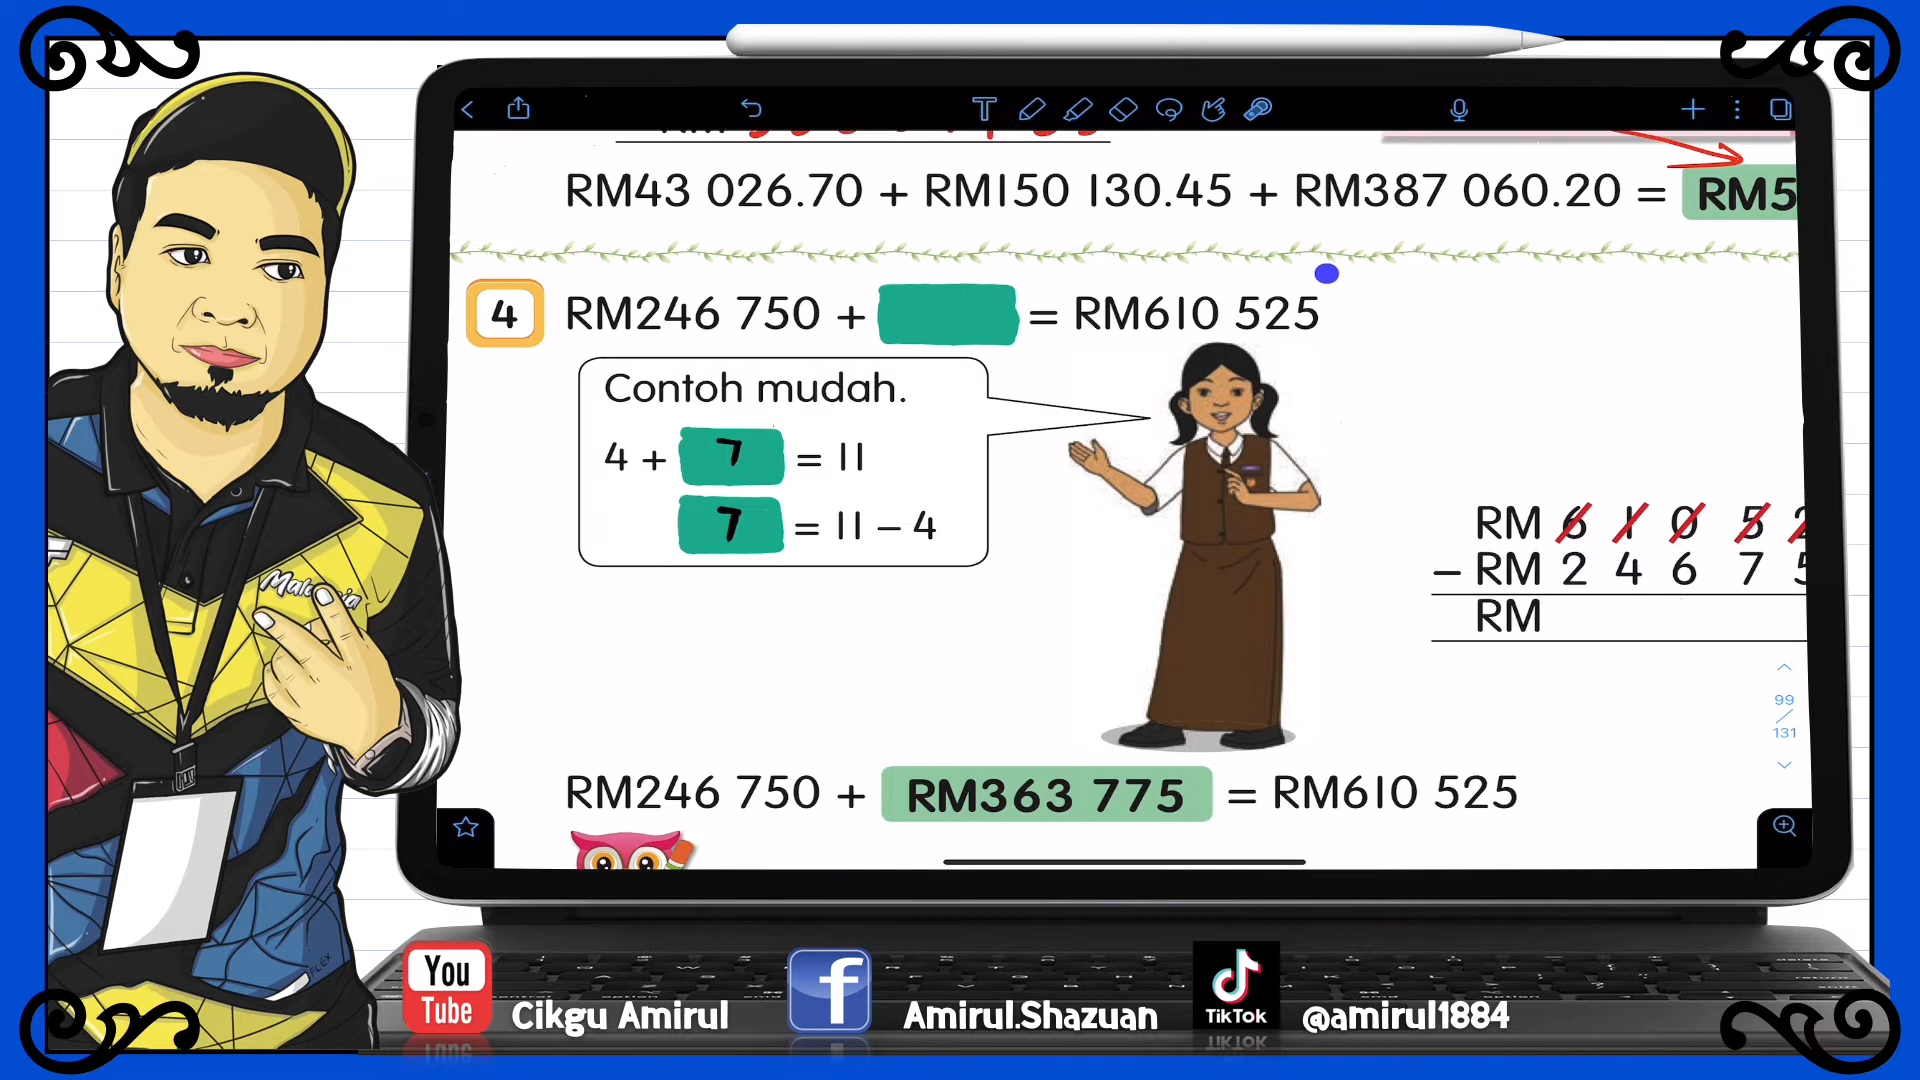 RM43 026.70 + RM150 130.45 + RM387 060.20 = RM5
4 RM246 750 + = RM610 525
Contoh mudah.
4 + 7 = 11
7 = 11 – 4
RM 6 1 0 5 2
– RM 2 4 6 7 5
RM
99
131
RM246 750 + RM363 775 = RM610 525
Malaysia
FLEX
You
Tube
Cikgu Amirul
f
Amirul.Shazuan
TikTok
@amirul1884